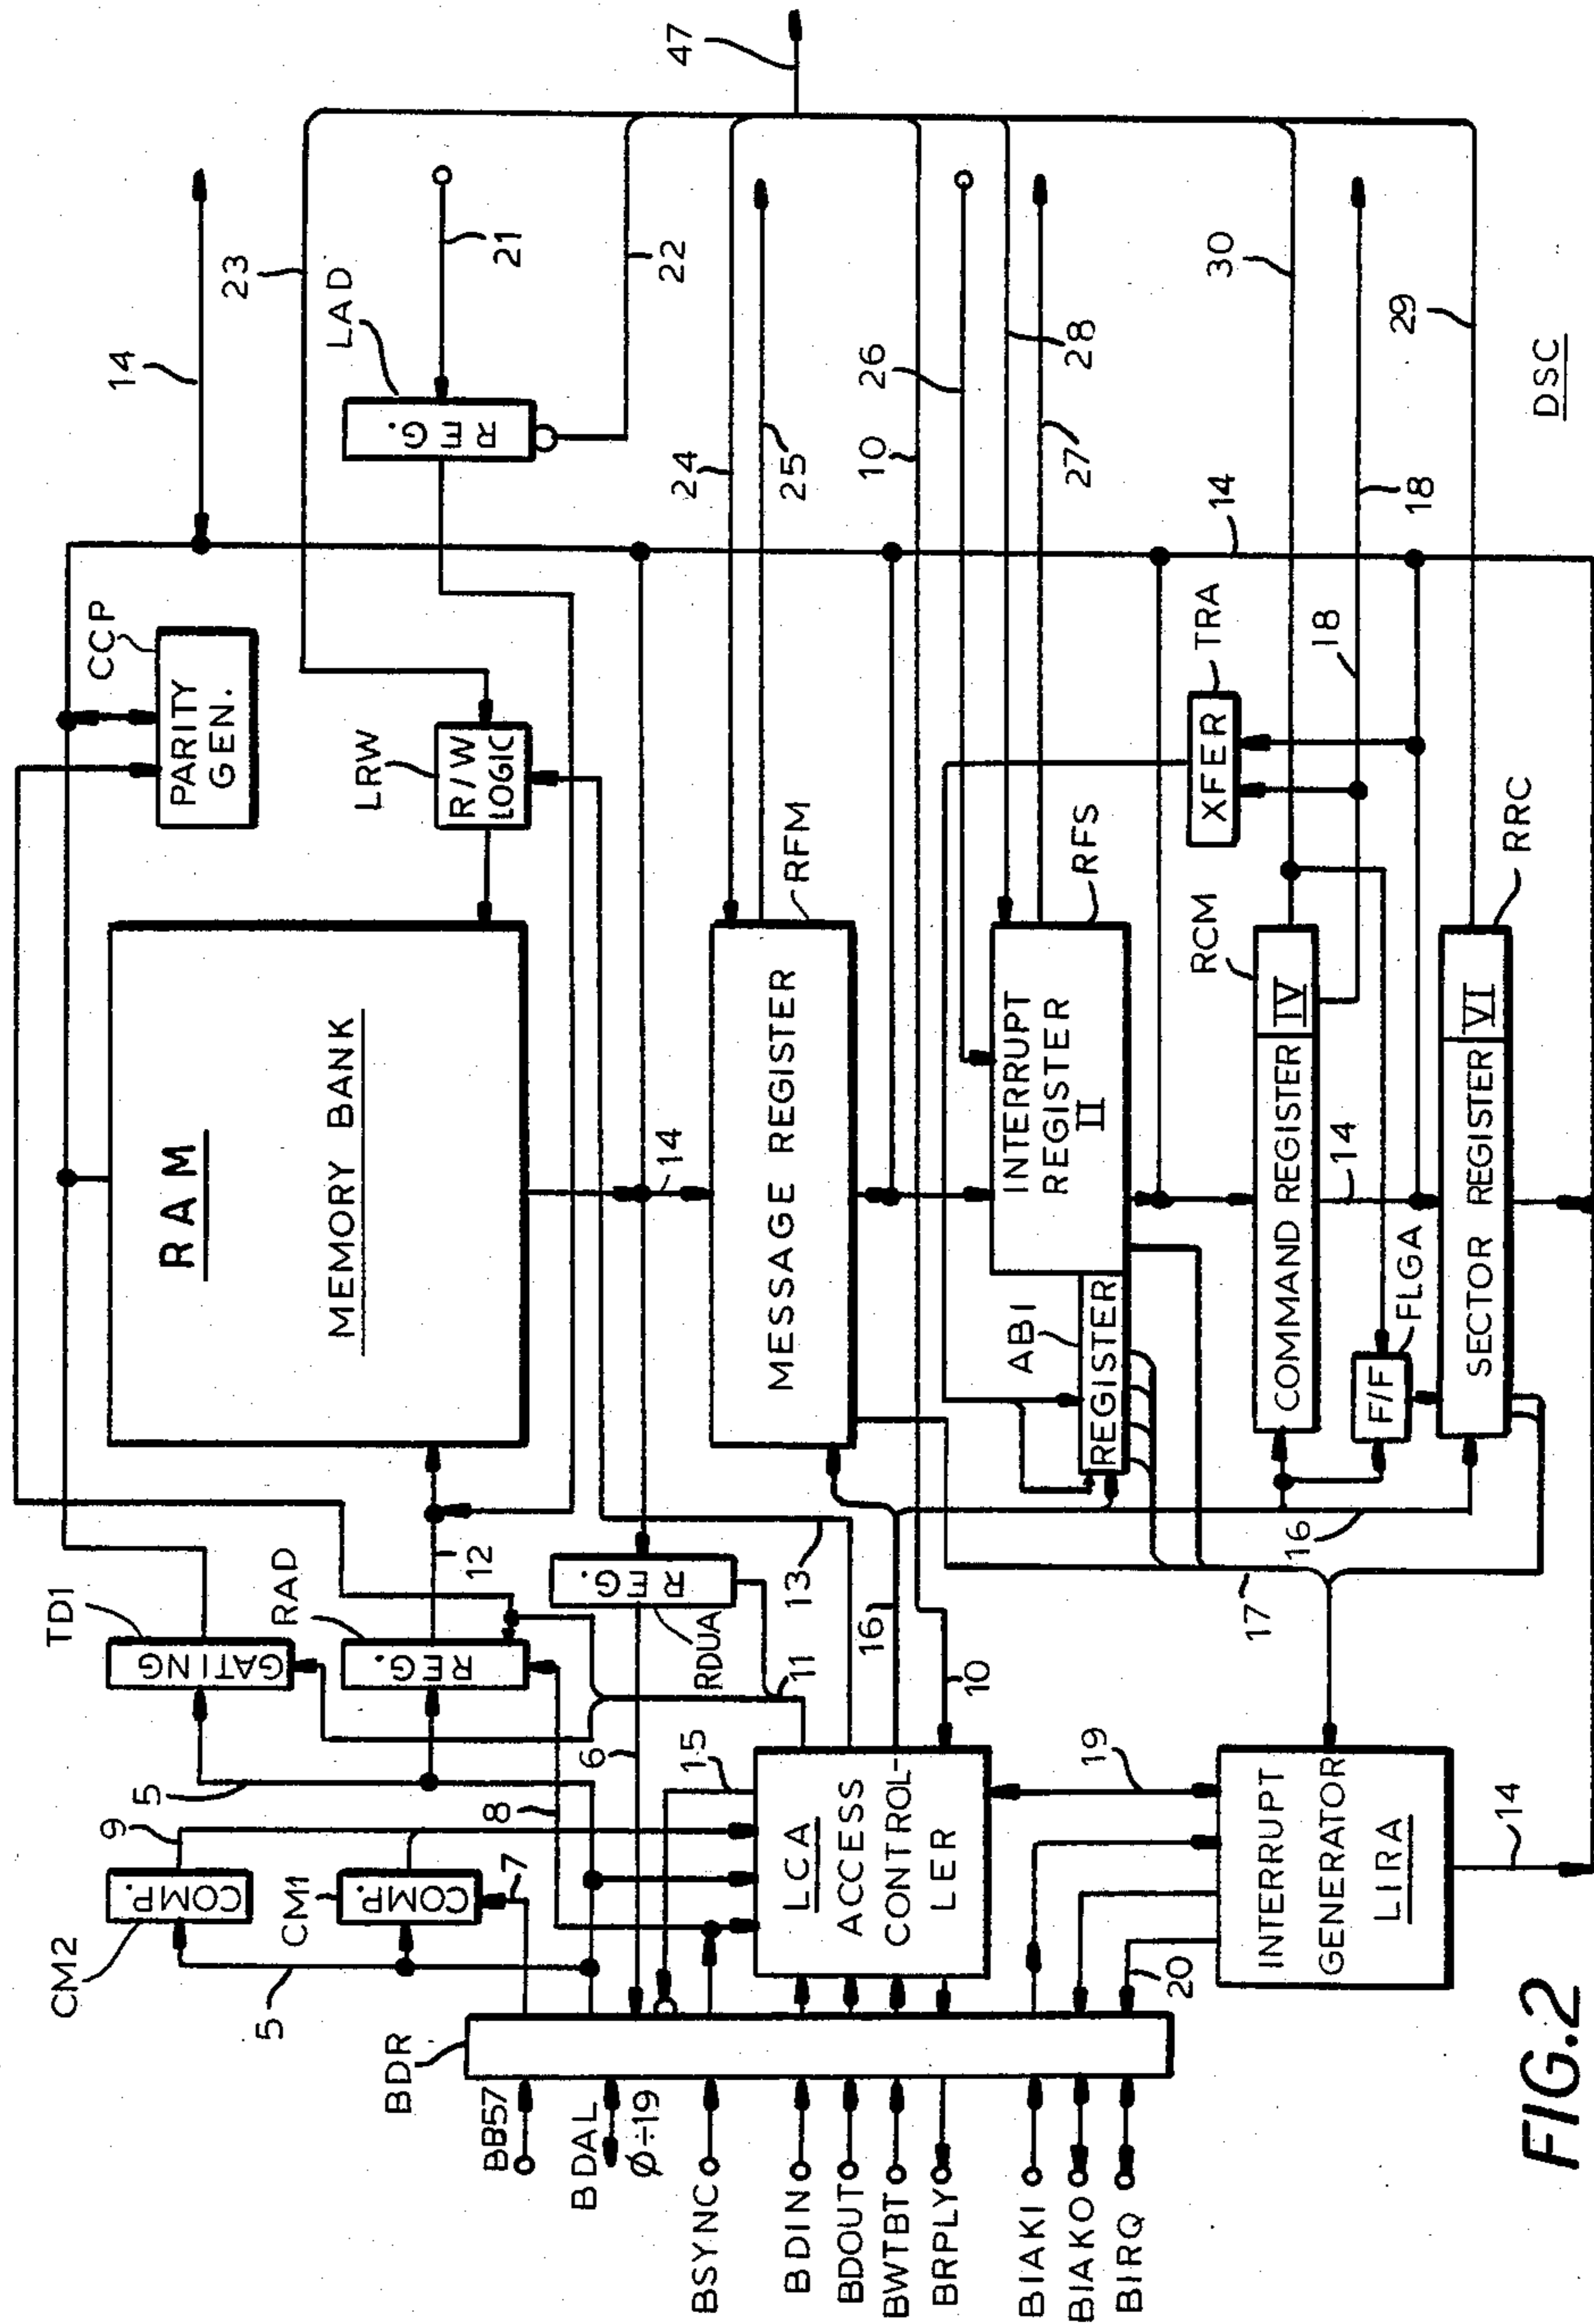 BB57
BDAL
Ø÷19
BSYNC
BDIN
BDOUT
BWTBT
BRPLY
BIAKI
BIAKO
BIRQ
BDR
5
CM2
COMP.
9
CM1
COMP.
7
8
5
6
15
LCA
ACCESS
CONTROL-
LER
10
19
20
INTERRUPT
GENERATOR
LIRA
14
TD1
GATING
RAD
REG.
12
REG.
RDUA
11
13
16
17
16
RAM
MEMORY BANK
14
MESSAGE REGISTER
RFM
ABI
REGISTER
INTERRUPT
REGISTER
II
RFS
COMMAND REGISTER
IV
RCM
14
F/F
FLGA
SECTOR REGISTER
VI
RRC
PARITY
GEN.
CCP
LRW
R/W
LOGIC
XFER
TRA
18
14
14
23
LAD
REG.
21
22
24
25
10
26
28
27
30
18
29
47
DSC
FIG.2